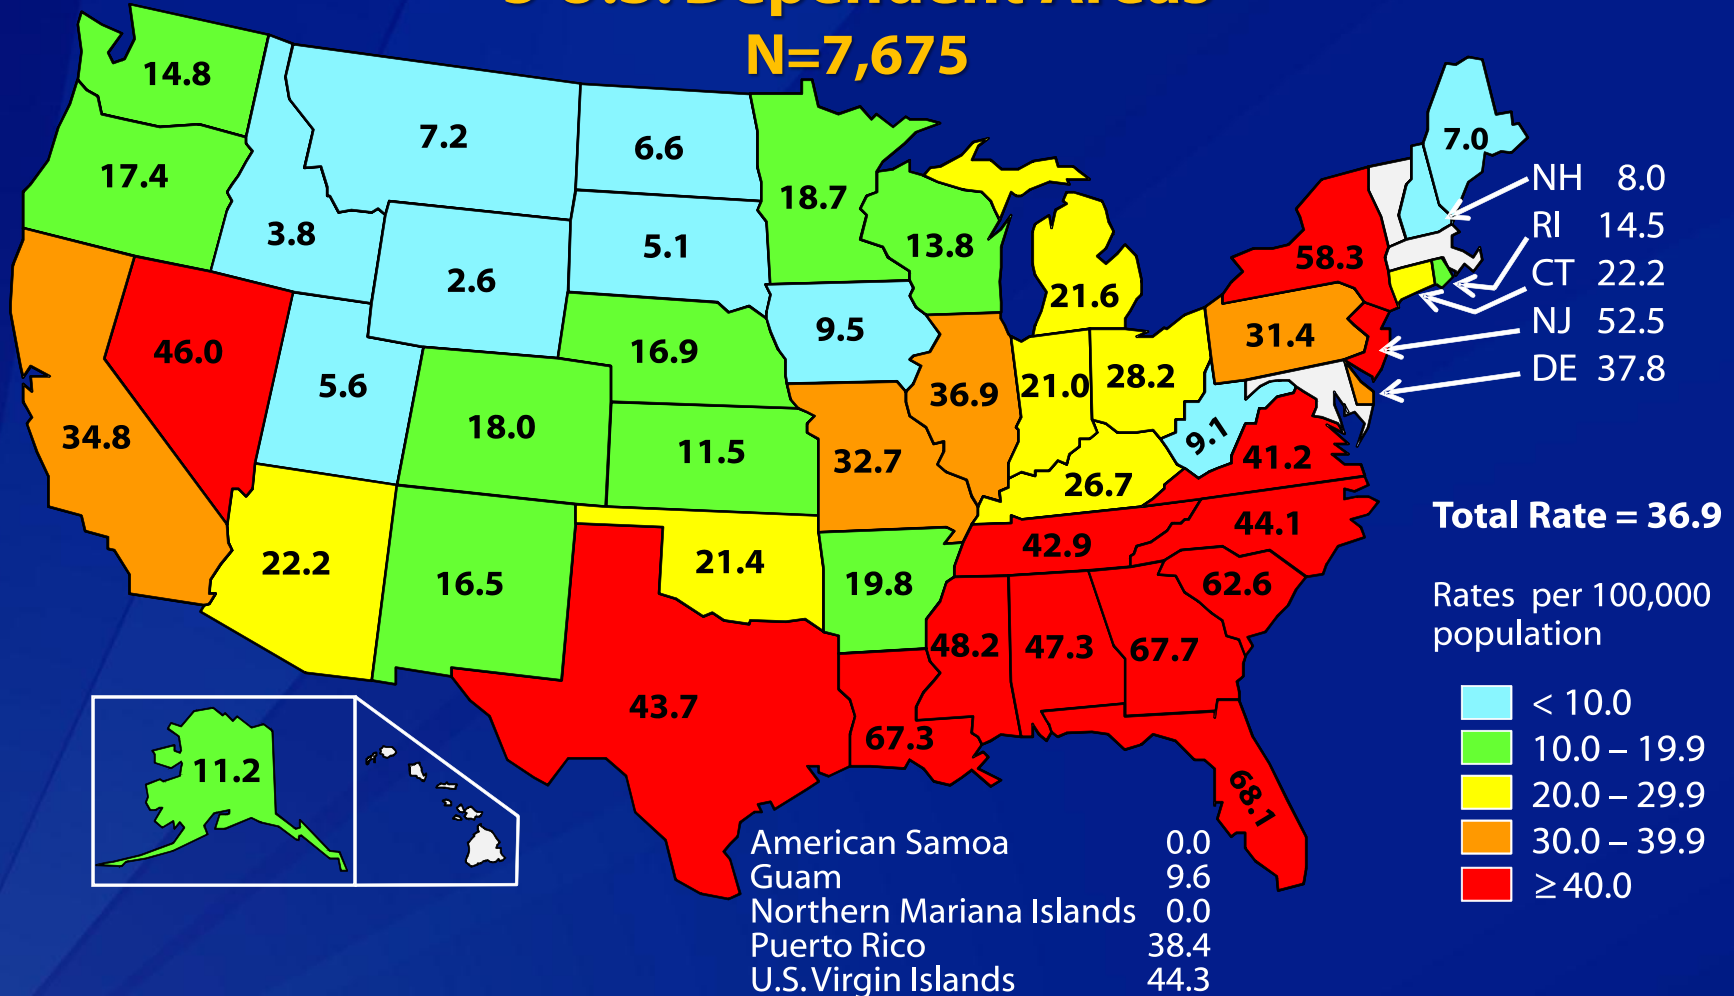 5 U.S. Dependent Areas
N=7,675
14.8
7.2
6.6
7.0
17.4
18.7
NH 8.0
3.8
5.1
13.8
RI 14.5
58.3
2.6
21.6
CT 22.2
46.0
9.5
31.4
NJ 52.5
16.9
5.6
36.9
21.0
28.2
DE 37.8
34.8
18.0
11.5
32.7
9.1
41.2
26.7
22.2
16.5
21.4
19.8
42.9
44.1
62.6
48.2
47.3
67.7
43.7
67.3
68.1
11.2
Total Rate = 36.9
Rates per 100,000
population
< 10.0
10.0 – 19.9
20.0 – 29.9
30.0 – 39.9
≥ 40.0
American Samoa 0.0
Guam 9.6
Northern Mariana Islands 0.0
Puerto Rico 38.4
U.S. Virgin Islands 44.3